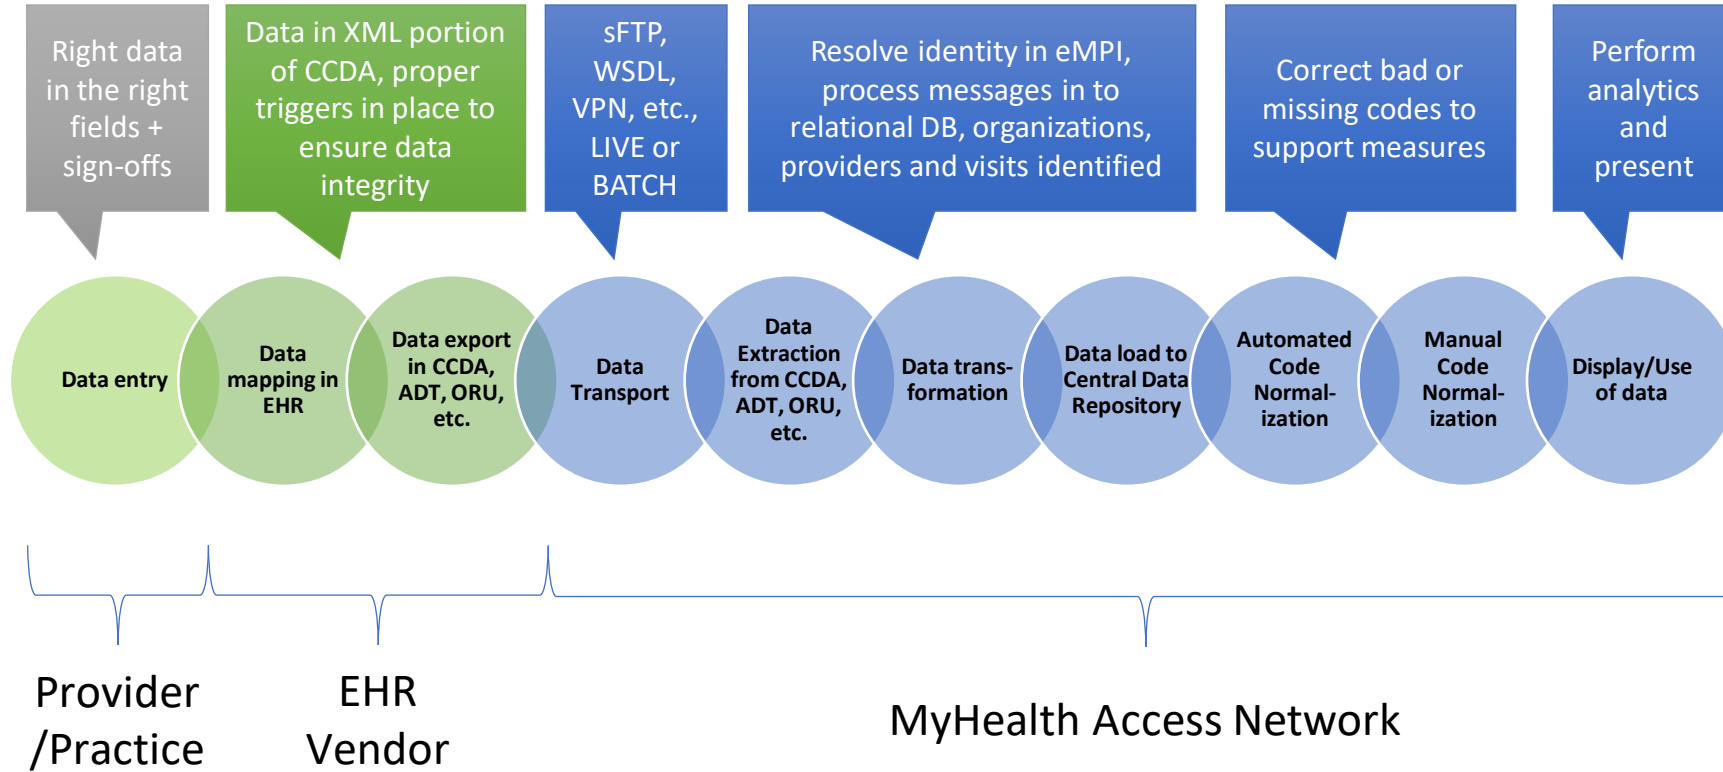 Right data
in the right
fields +
sign-offs
Data in XML portion
of CCDA, proper
triggers in place to
ensure data
integrity
sFTP,
WSDL,
VPN, etc.,
LIVE or
BATCH
Resolve identity in eMPI,
process messages in to
relational DB, organizations,
providers and visits identified
Correct bad or
missing codes to
support measures
Perform
analytics
and
present
Data entry
Data
mapping in
EHR
Data export
in CCDA,
ADT, ORU,
etc.
Data
Transport
Data
Extraction
from CCDA,
ADT, ORU,
etc.
Data trans-
formation
Data load to
Central Data
Repository
Automated
Code
Normal-
ization
Manual
Code
Normal-
ization
Display/Use
of data
Provider
/Practice
EHR
Vendor
MyHealth Access Network